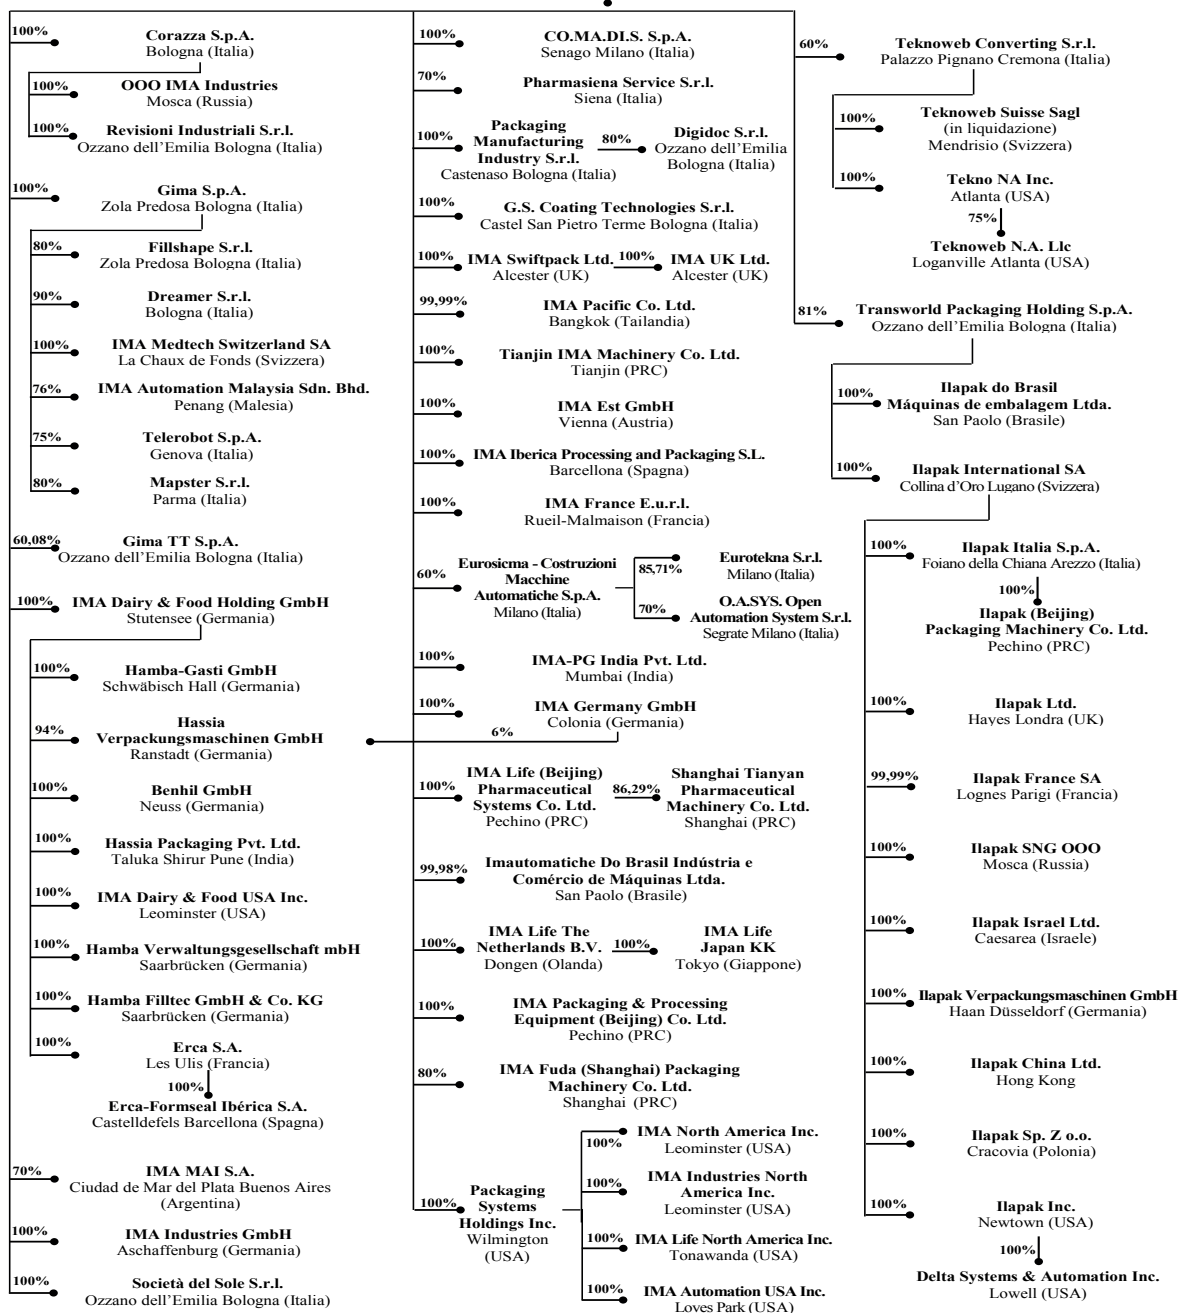 100%
Corazza S.p.A.
Bologna (Italia)
100%
OOO IMA Industries
Mosca (Russia)
100%
Revisioni Industriali S.r.l.
Ozzano dell'Emilia Bologna (Italia)
100%
Gima S.p.A.
Zola Predosa Bologna (Italia)
80%
Fillshape S.r.l.
Zola Predosa Bologna (Italia)
90%
Dreamer S.r.l.
Bologna (Italia)
100%
IMA Medtech Switzerland SA
La Chaux de Fonds (Svizzera)
76%
IMA Automation Malaysia Sdn. Bhd.
Penang (Malesia)
75%
Telerobot S.p.A.
Genova (Italia)
80%
Mapster S.r.l.
Parma (Italia)
60,08%
Gima TT S.p.A.
Ozzano dell'Emilia Bologna (Italia)
100%
IMA Dairy & Food Holding GmbH
Stutensee (Germania)
100%
Hamba-Gasti GmbH
Schwäbisch Hall (Germania)
94%
Hassia
Verpackungsmaschinen GmbH
Ranstadt (Germania)
100%
Benhil GmbH
Neuss (Germania)
100%
Hassia Packaging Pvt. Ltd.
Taluka Shirur Pune (India)
100%
IMA Dairy & Food USA Inc.
Leominster (USA)
100%
Hamba Verwaltungsgesellschaft mbH
Saarbrücken (Germania)
100%
Hamba Filltec GmbH & Co. KG
Saarbrücken (Germania)
100%
Erca S.A.
Les Ulis (Francia)
100%
Erca-Formseal Ibérica S.A.
Castelldefels Barcellona (Spagna)
70%
IMA MAI S.A.
Ciudad de Mar del Plata Buenos Aires
(Argentina)
100%
IMA Industries GmbH
Aschaffenburg (Germania)
100%
Società del Sole S.r.l.
Ozzano dell'Emilia Bologna (Italia)
100%
CO.MA.DI.S. S.p.A.
Senago Milano (Italia)
70%
Pharmasiena Service S.r.l.
Siena (Italia)
100%
Packaging
Manufacturing
Industry S.r.l.
Castenaso Bologna (Italia)
80%
Digidoc S.r.l.
Ozzano dell'Emilia
Bologna (Italia)
100%
G.S. Coating Technologies S.r.l.
Castel San Pietro Terme Bologna (Italia)
100%
IMA Swiftpack Ltd.
Alcester (UK)
100%
IMA UK Ltd.
Alcester (UK)
99,99%
IMA Pacific Co. Ltd.
Bangkok (Tailandia)
100%
Tianjin IMA Machinery Co. Ltd.
Tianjin (PRC)
100%
IMA Est GmbH
Vienna (Austria)
100%
IMA Iberica Processing and Packaging S.L.
Barcellona (Spagna)
100%
IMA France E.u.r.l.
Rueil-Malmaison (Francia)
60%
Eurosicma - Costruzioni
Macchine
Automatiche S.p.A.
Milano (Italia)
85,71%
Eurotekna S.r.l.
Milano (Italia)
70%
O.A.SYS. Open
Automation System S.r.l.
Segrate Milano (Italia)
100%
IMA-PG India Pvt. Ltd.
Mumbai (India)
100%
IMA Germany GmbH
Colonia (Germania)
6%
100%
IMA Life (Beijing)
Pharmaceutical
Systems Co. Ltd.
Pechino (PRC)
86,29%
Shanghai Tianyan
Pharmaceutical
Machinery Co. Ltd.
Shanghai (PRC)
99,98%
Imautomatiche Do Brasil Indústria e
Comércio de Máquinas Ltda.
San Paolo (Brasile)
100%
IMA Life The
Netherlands B.V.
Dongen (Olanda)
100%
IMA Life
Japan KK
Tokyo (Giappone)
100%
IMA Packaging & Processing
Equipment (Beijing) Co. Ltd.
Pechino (PRC)
80%
IMA Fuda (Shanghai) Packaging
Machinery Co. Ltd.
Shanghai (PRC)
100%
Packaging
Systems
Holdings Inc.
Wilmington
(USA)
100%
IMA North America Inc.
Leominster (USA)
100%
IMA Industries North
America Inc.
Leominster (USA)
100%
IMA Life North America Inc.
Tonawanda (USA)
100%
IMA Automation USA Inc.
Loves Park (USA)
60%
Teknoweb Converting S.r.l.
Palazzo Pignano Cremona (Italia)
100%
Teknoweb Suisse Sagl
(in liquidazione)
Mendrisio (Svizzera)
100%
Tekno NA Inc.
Atlanta (USA)
75%
Teknoweb N.A. Llc
Loganville Atlanta (USA)
81%
Transworld Packaging Holding S.p.A.
Ozzano dell'Emilia Bologna (Italia)
100%
Ilapak do Brasil
Máquinas de embalagem Ltda.
San Paolo (Brasile)
100%
Ilapak International SA
Collina d'Oro Lugano (Svizzera)
100%
Ilapak Italia S.p.A.
Foiano della Chiana Arezzo (Italia)
100%
Ilapak (Beijing)
Packaging Machinery Co. Ltd.
Pechino (PRC)
100%
Ilapak Ltd.
Hayes Londra (UK)
99,99%
Ilapak France SA
Lognes Parigi (Francia)
100%
Ilapak SNG OOO
Mosca (Russia)
100%
Ilapak Israel Ltd.
Caesarea (Israele)
100%
Ilapak Verpackungsmaschinen GmbH
Haan Düsseldorf (Germania)
100%
Ilapak China Ltd.
Hong Kong
100%
Ilapak Sp. Z o.o.
Cracovia (Polonia)
100%
Ilapak Inc.
Newtown (USA)
100%
Delta Systems & Automation Inc.
Lowell (USA)